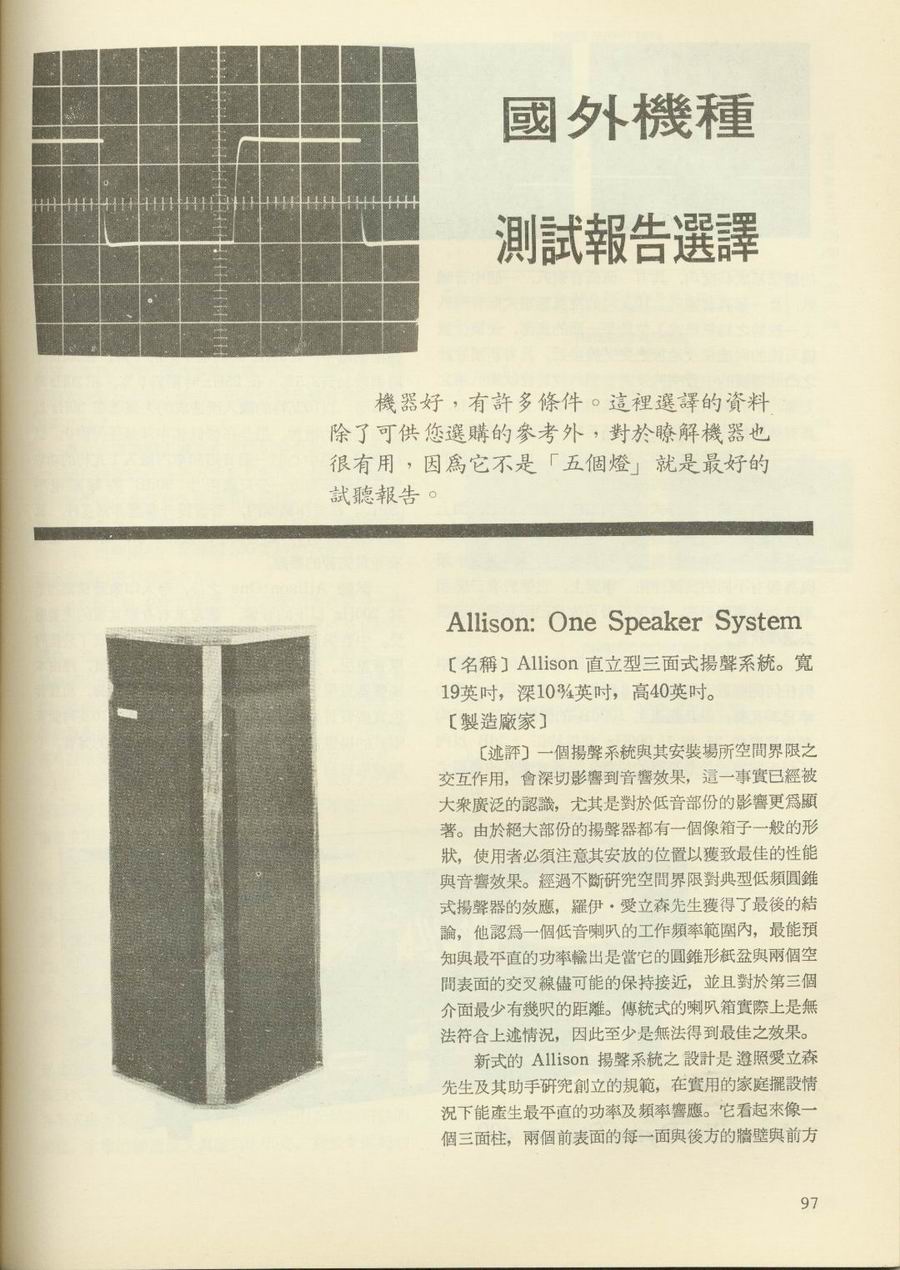 國外機種
測試報告選譯
機器好，有許多條件。這裡選譯的資料
除了可供您選購的參考外，對於瞭解機器也
很有用，因爲它不是「五個燈」就是最好的
試聽報告。
Allison: One Speaker System
〔名稱〕Allison 直立型三面式揚聲系統。寬
19英吋，深10¾英吋，高40英吋。
〔製造廠家〕
〔述評〕一個揚聲系統與其安裝場所空間界限之
交互作用，會深切影響到音響效果，這一事實已經被
大衆廣泛的認識，尤其是對於低音部份的影響更爲顯
著。由於絕大部份的揚聲器都有一個像箱子一般的形
狀，使用者必須注意其安放的位置以獲致最佳的性能
與音響效果。經過不斷研究空間界限對典型低頻圓錐
式揚聲器的效應，羅伊·愛立森先生獲得了最後的結
論，他認爲一個低音喇叭的工作頻率範圍內，最能預
知與最平直的功率輸出是當它的圓錐形紙盆與兩個空
間表面的交叉線儘可能的保持接近，並且對於第三個
介面最少有幾呎的距離。傳統式的喇叭箱實際上是無
法符合上述情況，因此至少是無法得到最佳之效果。
新式的 Allison 揚聲系統之設計是遵照愛立森
先生及其助手研究創立的規範，在實用的家庭擺設情
況下能產生最平直的功率及頻率響應。它看起來像一
個三面柱，兩個前表面的每一面與後方的牆壁與前方
97